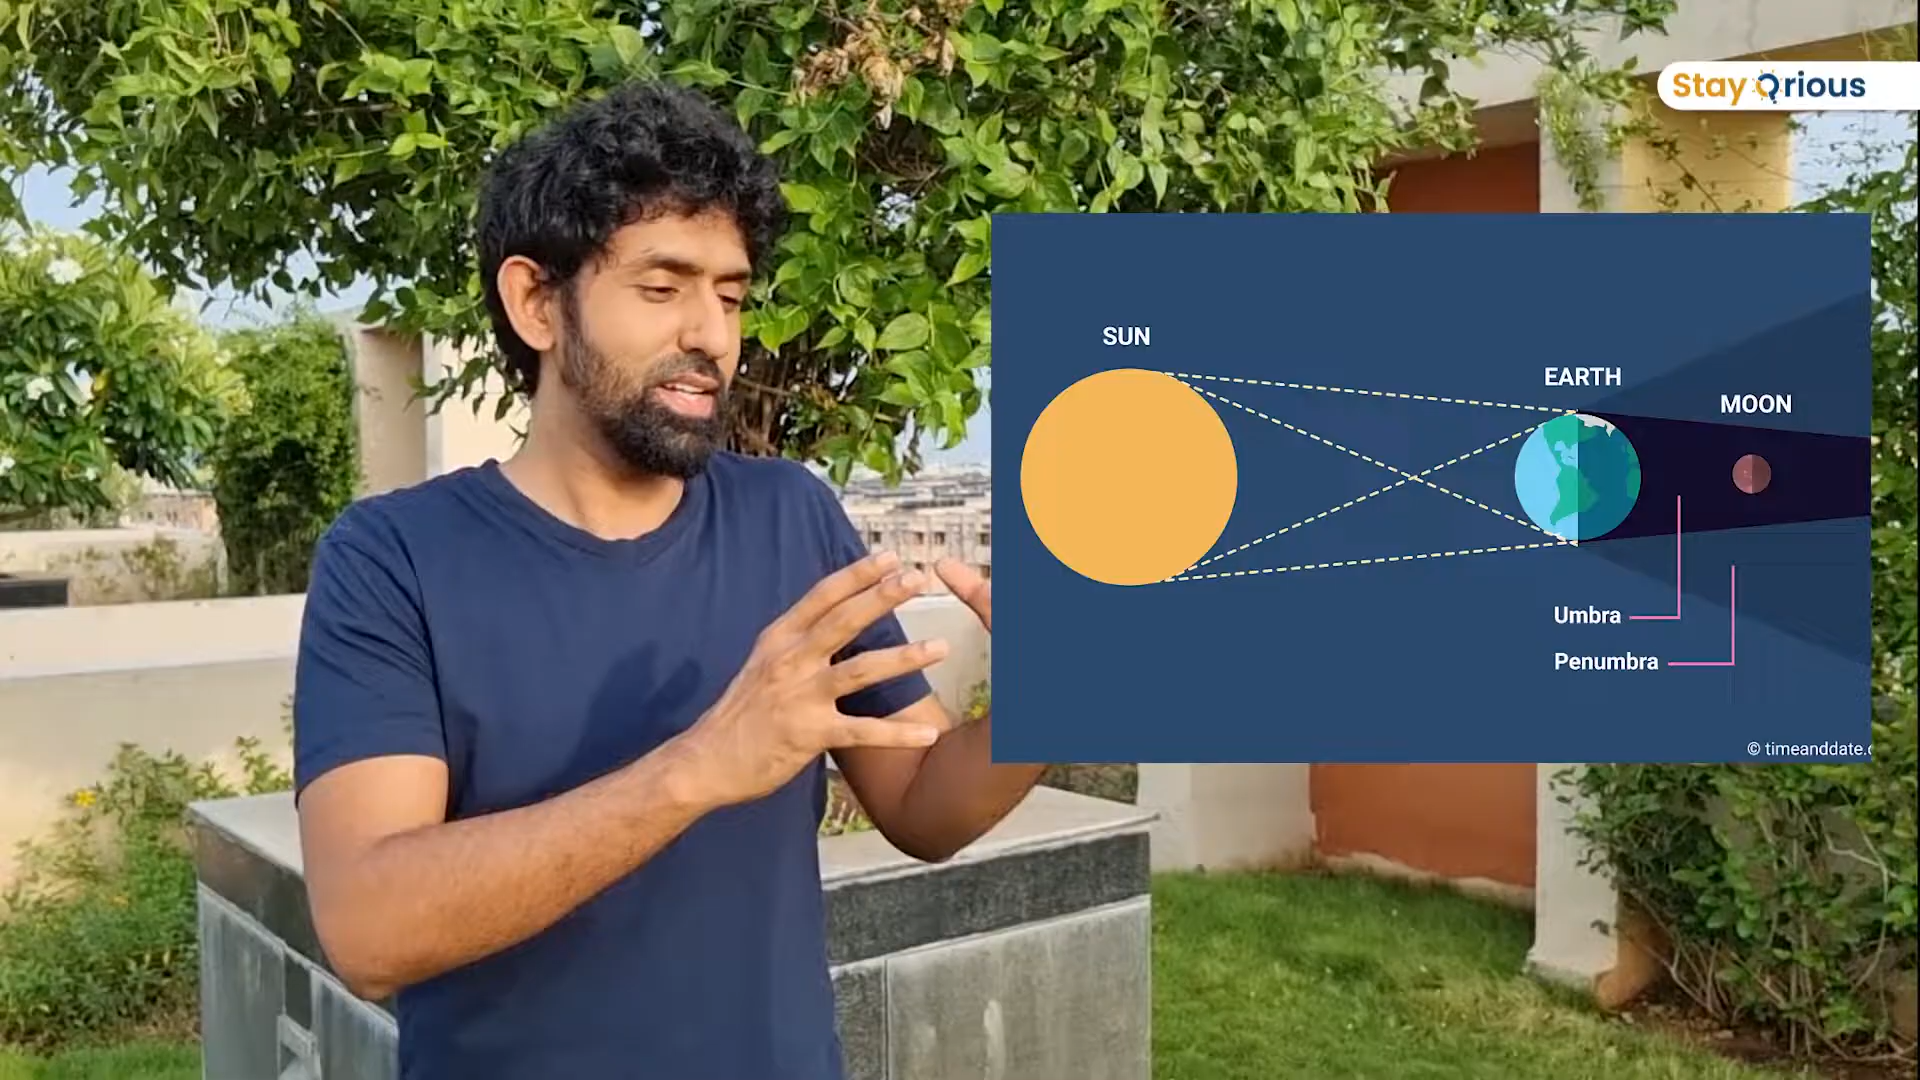 Stay Qrious
SUN
EARTH
MOON
Umbra
Penumbra
© timeanddate.